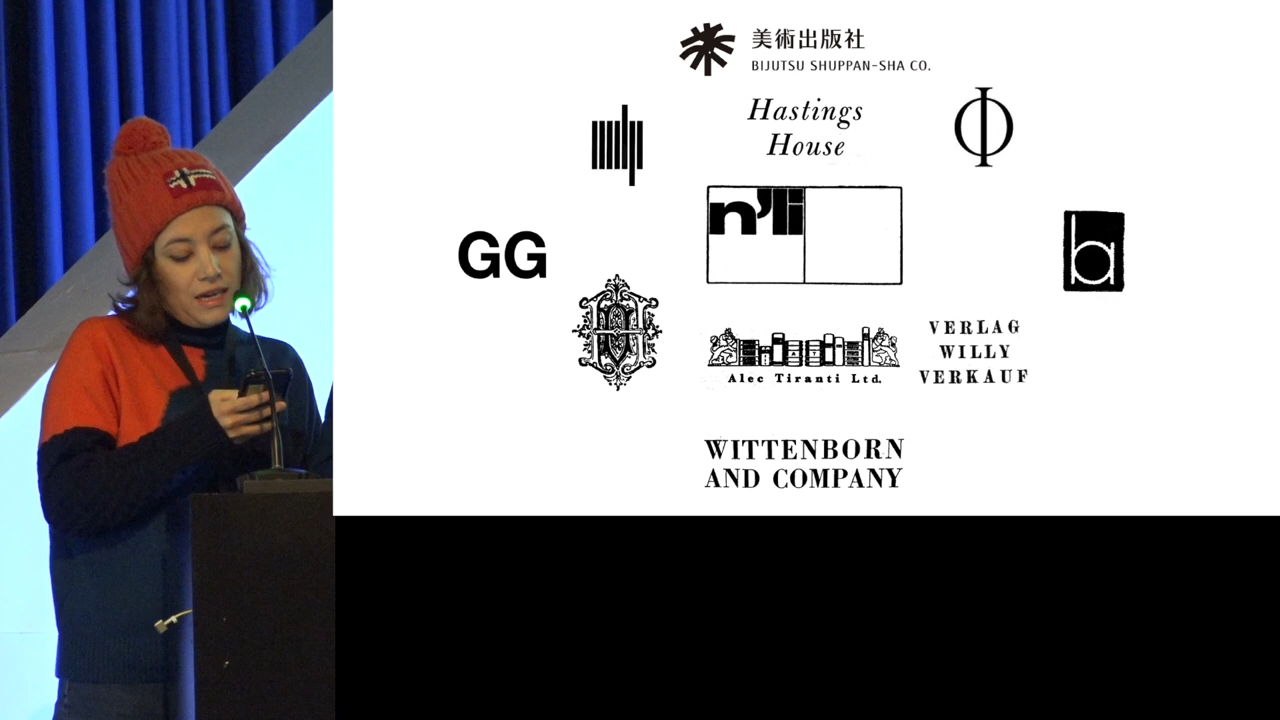 美術出版社
BIJUTSU SHUPPAN-SHA CO.
Hastings
House
Φ
n'li
GG
ba
Alec Tiranti Ltd.
VERLAG
WILLY
VERKAUF
WITTENBORN
AND COMPANY